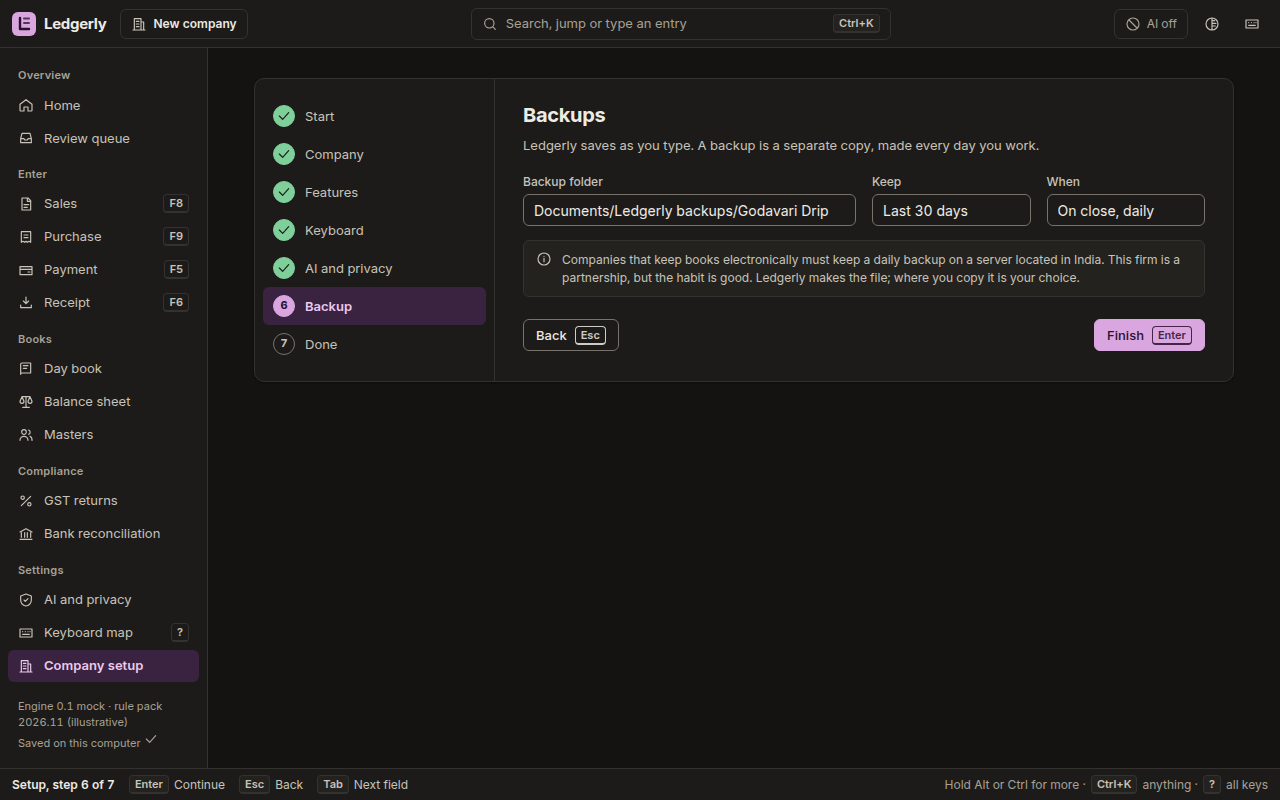 Ledgerly
New company
Search, jump or type an entry
Ctrl+K
AI off
Overview
Home
Review queue
Enter
Sales F8
Purchase F9
Payment F5
Receipt F6
Books
Day book
Balance sheet
Masters
Compliance
GST returns
Bank reconciliation
Settings
AI and privacy
Keyboard map ?
Company setup
Engine 0.1 mock · rule pack
2026.11 (illustrative)
Saved on this computer
Start
Company
Features
Keyboard
AI and privacy
6 Backup
7 Done
Backups
Ledgerly saves as you type. A backup is a separate copy, made every day you work.
Backup folder Keep When
Documents/Ledgerly backups/Godavari Drip Last 30 days On close, daily
Companies that keep books electronically must keep a daily backup on a server located in India. This firm is a
partnership, but the habit is good. Ledgerly makes the file; where you copy it is your choice.
Back Esc Finish Enter
Setup, step 6 of 7 Enter Continue Esc Back Tab Next field Hold Alt or Ctrl for more · Ctrl+K anything · ? all keys